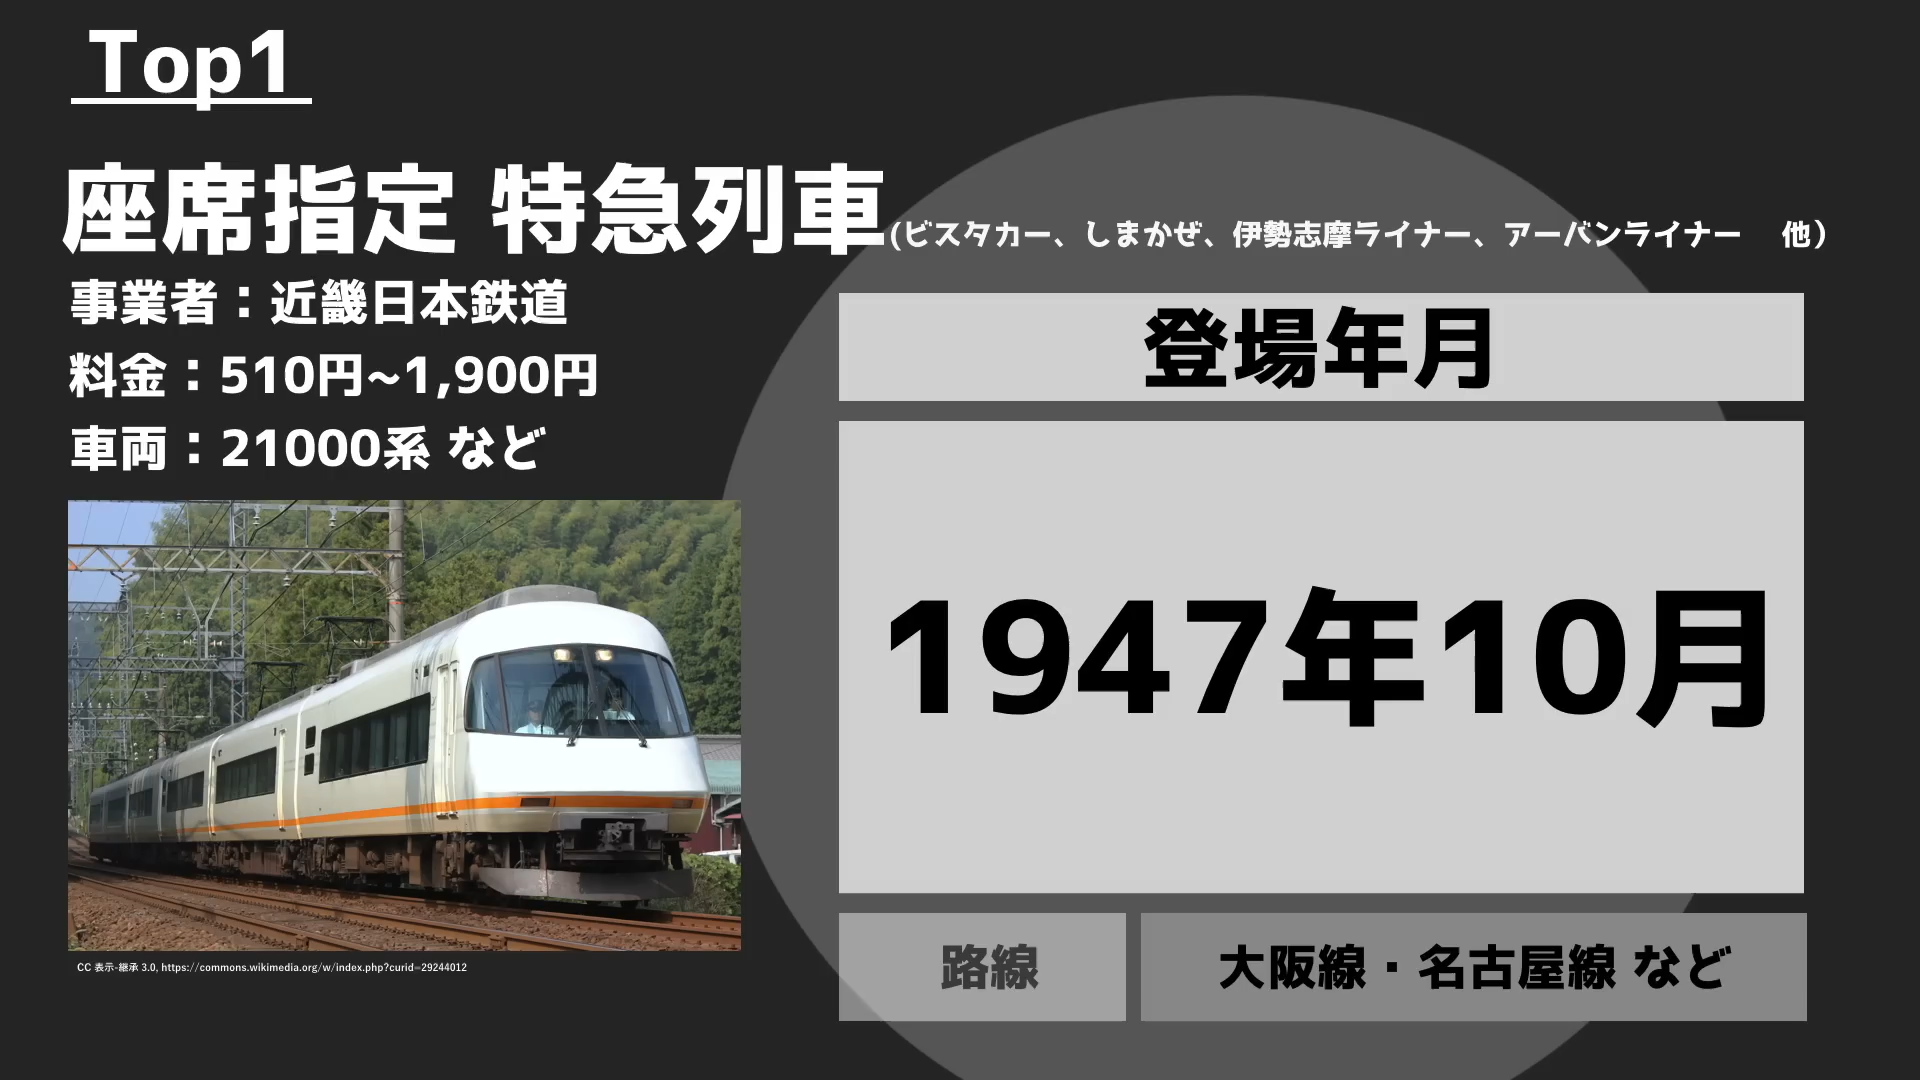 Top1
座席指定 特急列車(ビスタカー、しまかぜ、伊勢志摩ライナー、アーバンライナー　他）
事業者：近畿日本鉄道
料金：510円~1,900円
車両：21000系 など
登場年月
1947年10月
路線
大阪線・名古屋線 など
CC 表示-継承 3.0, https://commons.wikimedia.org/w/index.php?curid=29244012